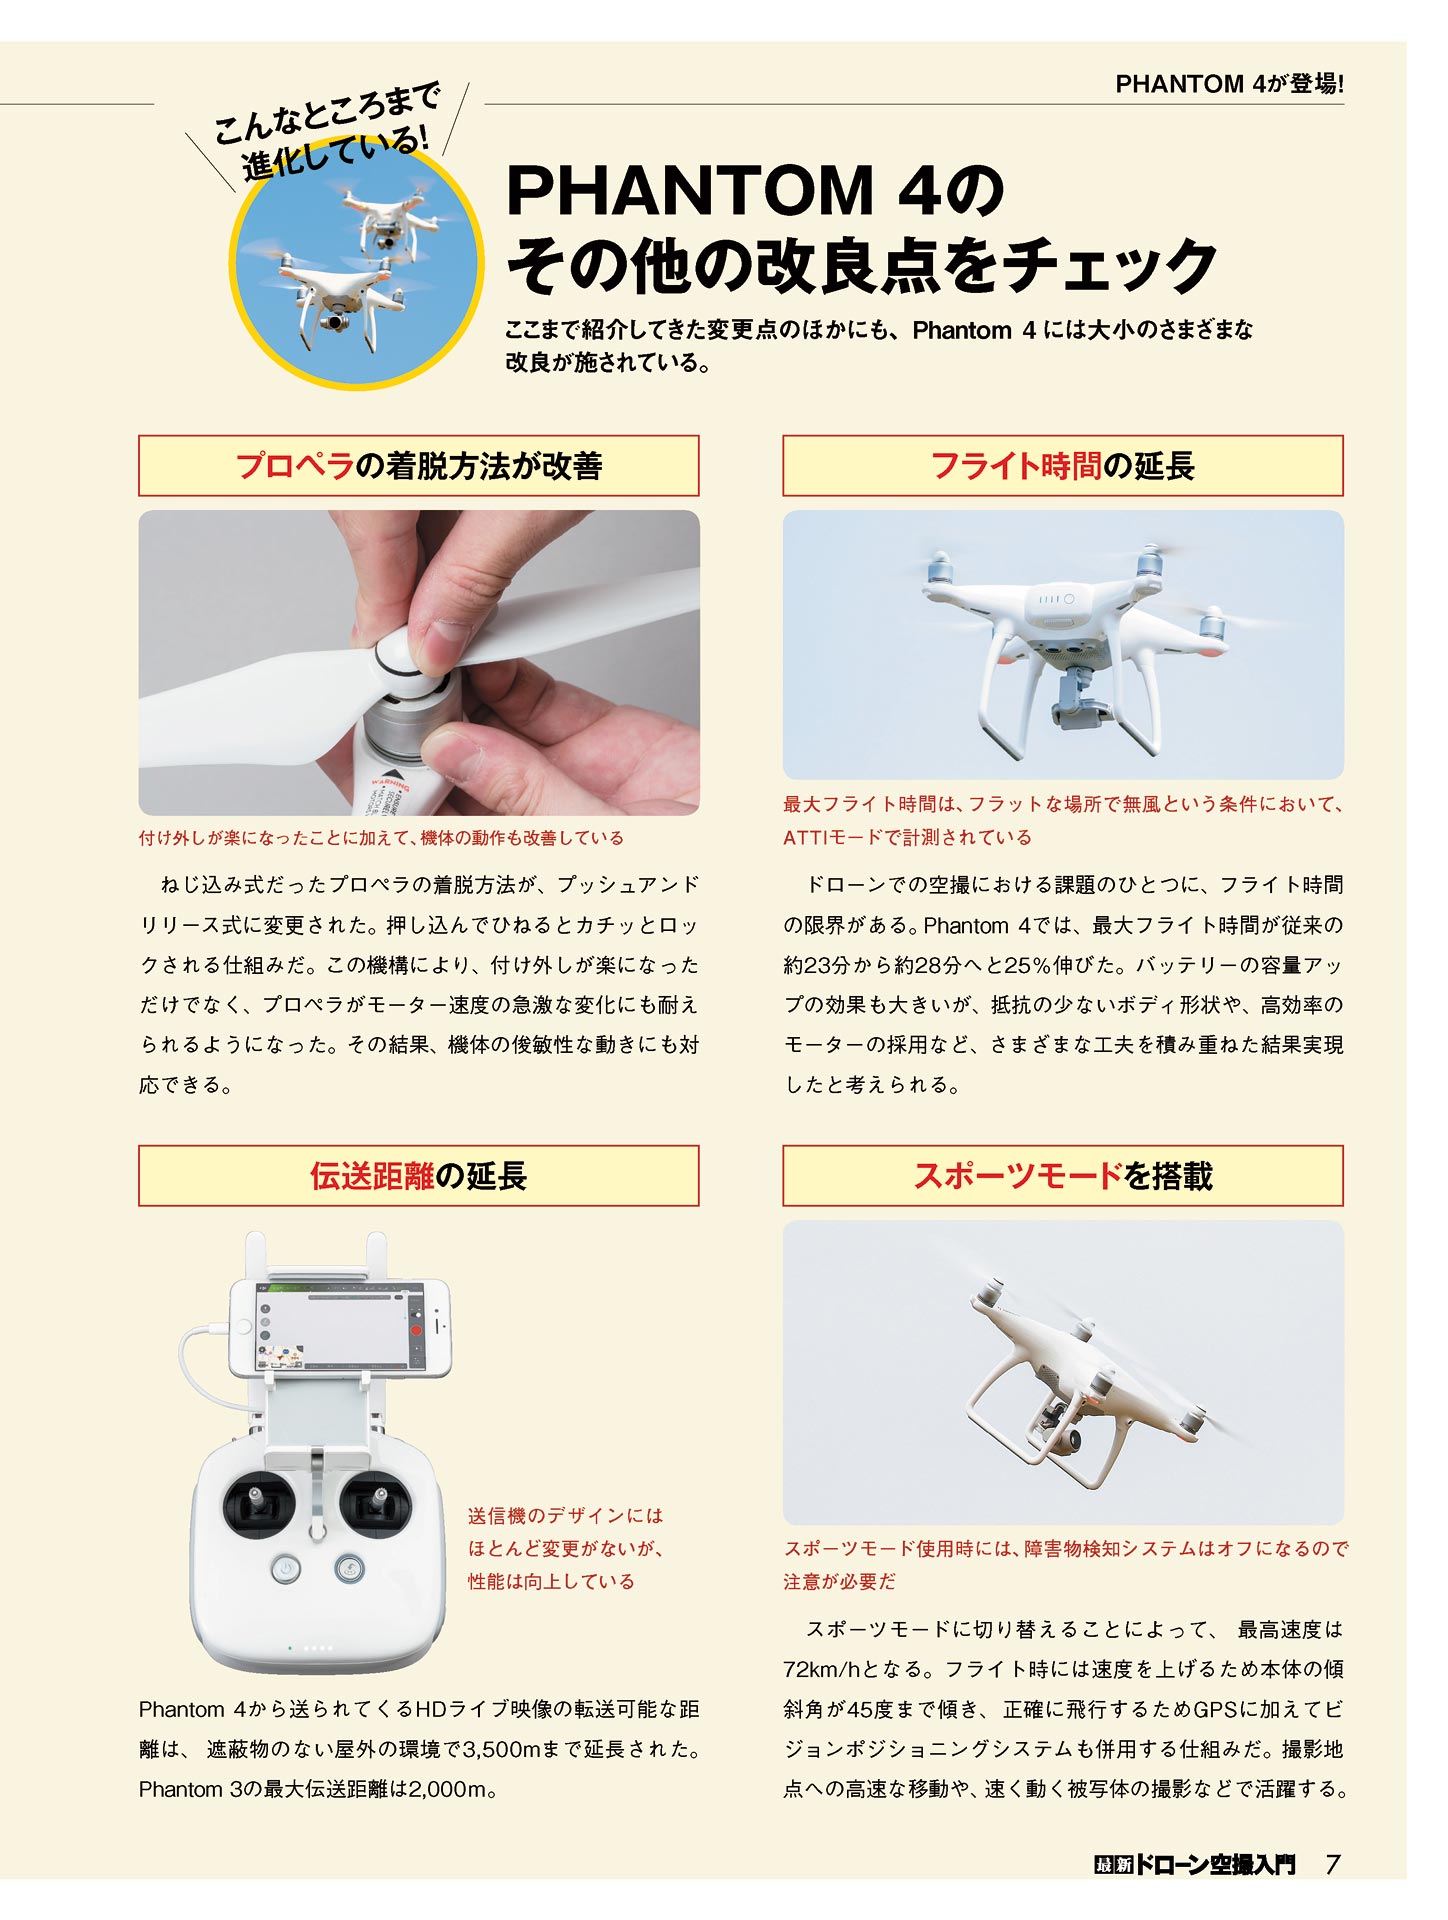 PHANTOM 4が登場!
こんなところまで
進化している!
PHANTOM 4の
その他の改良点をチェック
ここまで紹介してきた変更点のほかにも、Phantom 4 には大小のさまざまな
改良が施されている。
プロペラの着脱方法が改善
WARNING
付け外しが楽になったことに加えて、機体の動作も改善している
ねじ込み式だったプロペラの着脱方法が、プッシュアンド
リリース式に変更された。押し込んでひねるとカチッとロッ
クされる仕組みだ。この機構により、付け外しが楽になった
だけでなく、プロペラがモーター速度の急激な変化にも耐え
られるようになった。その結果、機体の俊敏性な動きにも対
応できる。
フライト時間の延長
最大フライト時間は、フラットな場所で無風という条件において、
ATTIモードで計測されている
ドローンでの空撮における課題のひとつに、フライト時間
の限界がある。Phantom 4では、最大フライト時間が従来の
約23分から約28分へと25%伸びた。バッテリーの容量アッ
プの効果も大きいが、抵抗の少ないボディ形状や、高効率の
モーターの採用など、さまざまな工夫を積み重ねた結果実現
したと考えられる。
伝送距離の延長
送信機のデザインには
ほとんど変更がないが、
性能は向上している
Phantom 4から送られてくるHDライブ映像の転送可能な距
離は、遮蔽物のない屋外の環境で3,500mまで延長された。
Phantom 3の最大伝送距離は2,000m。
スポーツモードを搭載
スポーツモード使用時には、障害物検知システムはオフになるので
注意が必要だ
スポーツモードに切り替えることによって、最高速度は
72km/hとなる。フライト時には速度を上げるため本体の傾
斜角が45度まで傾き、正確に飛行するためGPSに加えてビ
ジョンポジショニングシステムも併用する仕組みだ。撮影地
点への高速な移動や、速く動く被写体の撮影などで活躍する。
最新ドローン空撮入門 7